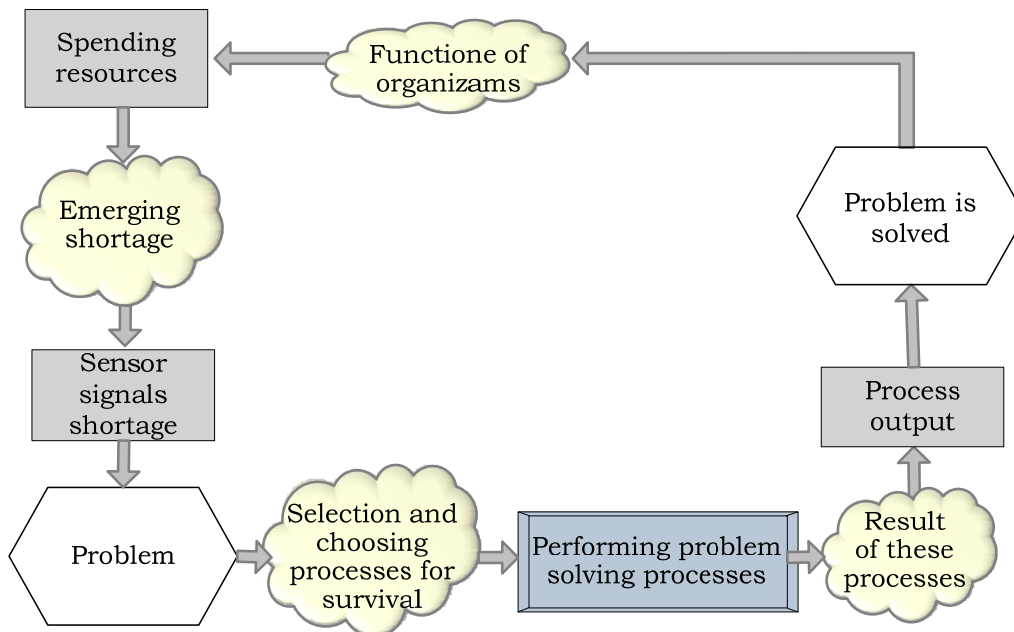 Spending
resources
Functione of
organizams
Emerging
shortage
Problem is
solved
Sensor
signals
shortage
Process
output
Problem
Selection and
choosing
processes for
survival
Performing problem
solving processes
Result
of these
processes